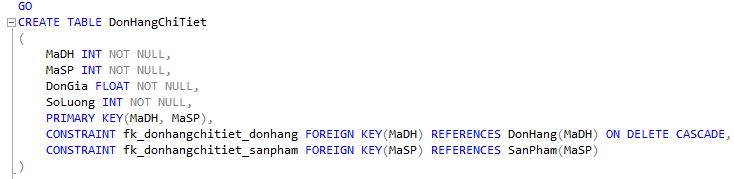 GO
CREATE TABLE DonHangChiTiet
(
    MaDH INT NOT NULL,
    MaSP INT NOT NULL,
    DonGia FLOAT NOT NULL,
    SoLuong INT NOT NULL,
    PRIMARY KEY(MaDH, MaSP),
    CONSTRAINT fk_donhangchitiet_donhang FOREIGN KEY(MaDH) REFERENCES DonHang(MaDH) ON DELETE CASCADE,
    CONSTRAINT fk_donhangchitiet_sanpham FOREIGN KEY(MaSP) REFERENCES SanPham(MaSP)
)